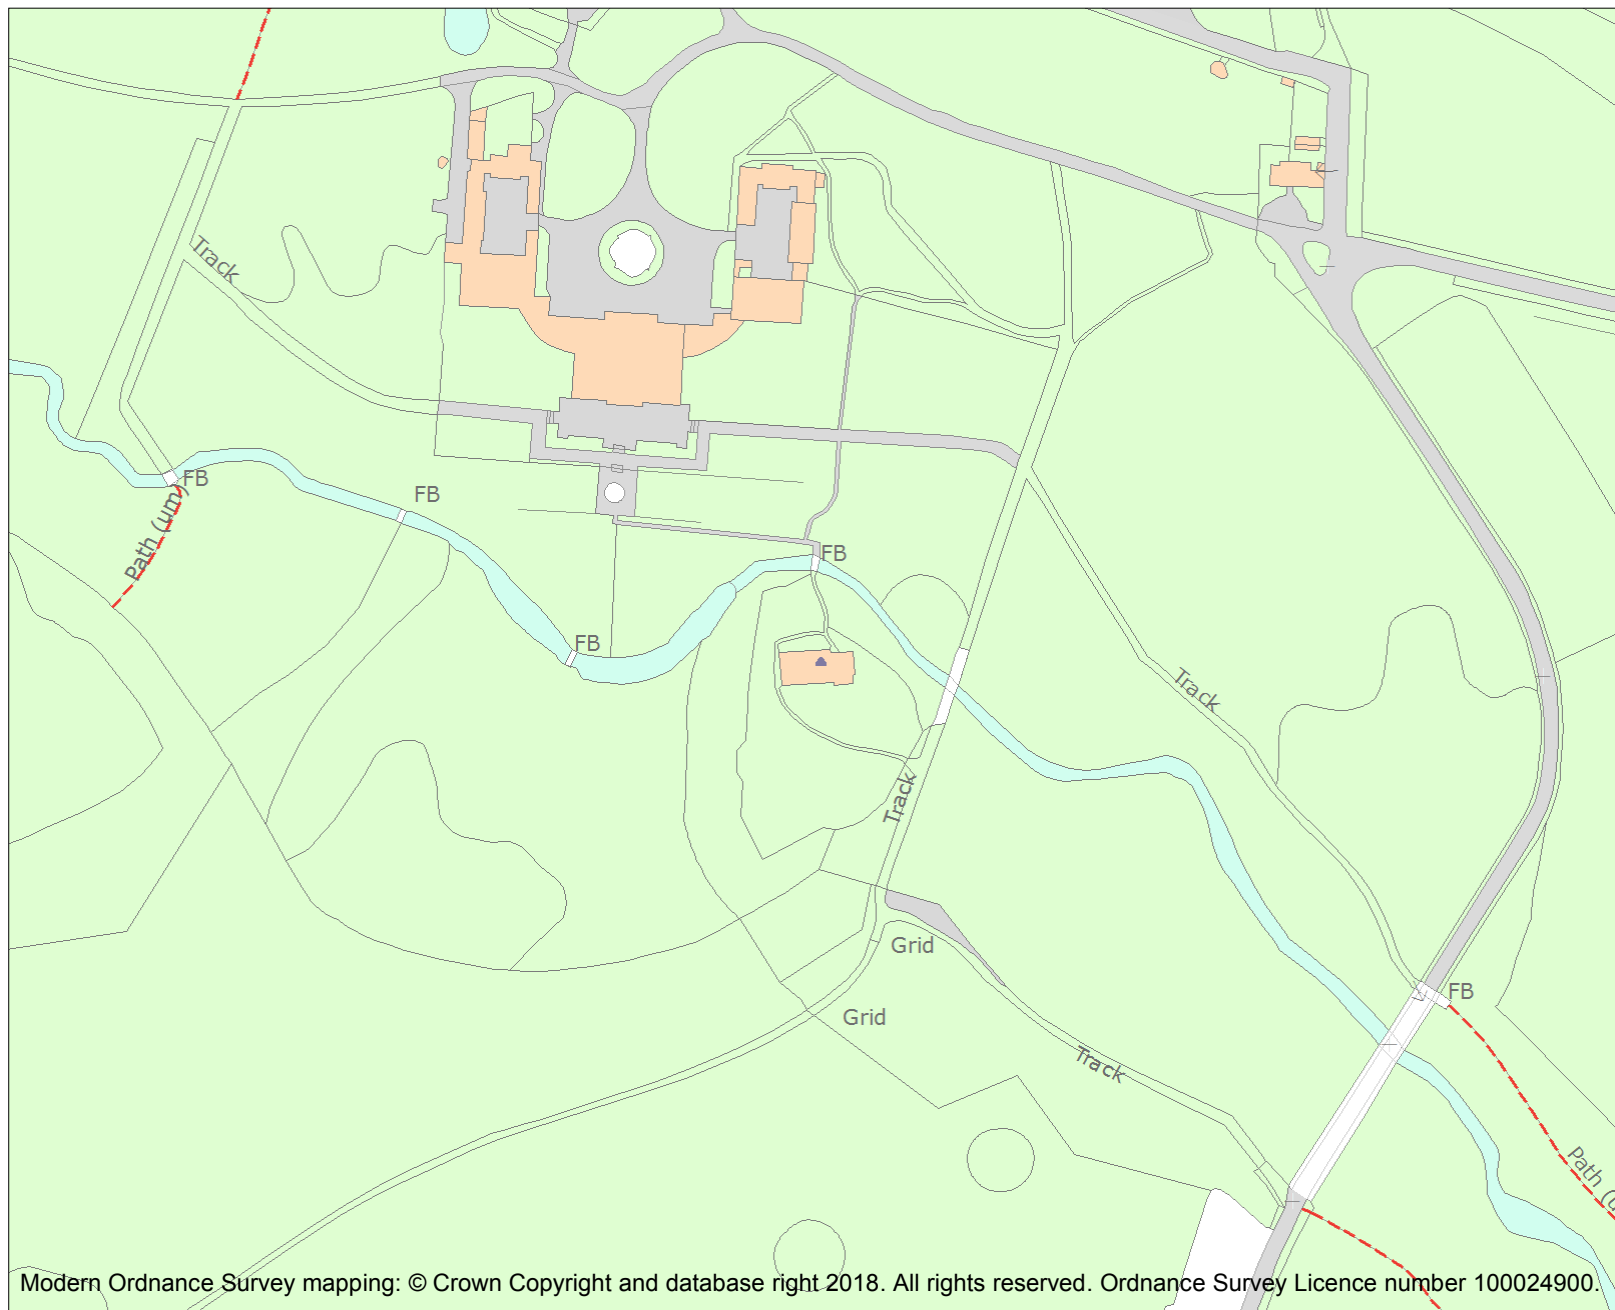 Track
FB
FB
Path (um)
FB
FB
Track
Track
Grid
FB
Grid
Track
Path (u
Modern Ordnance Survey mapping: © Crown Copyright and database right 2018. All rights reserved. Ordnance Survey Licence number 100024900.